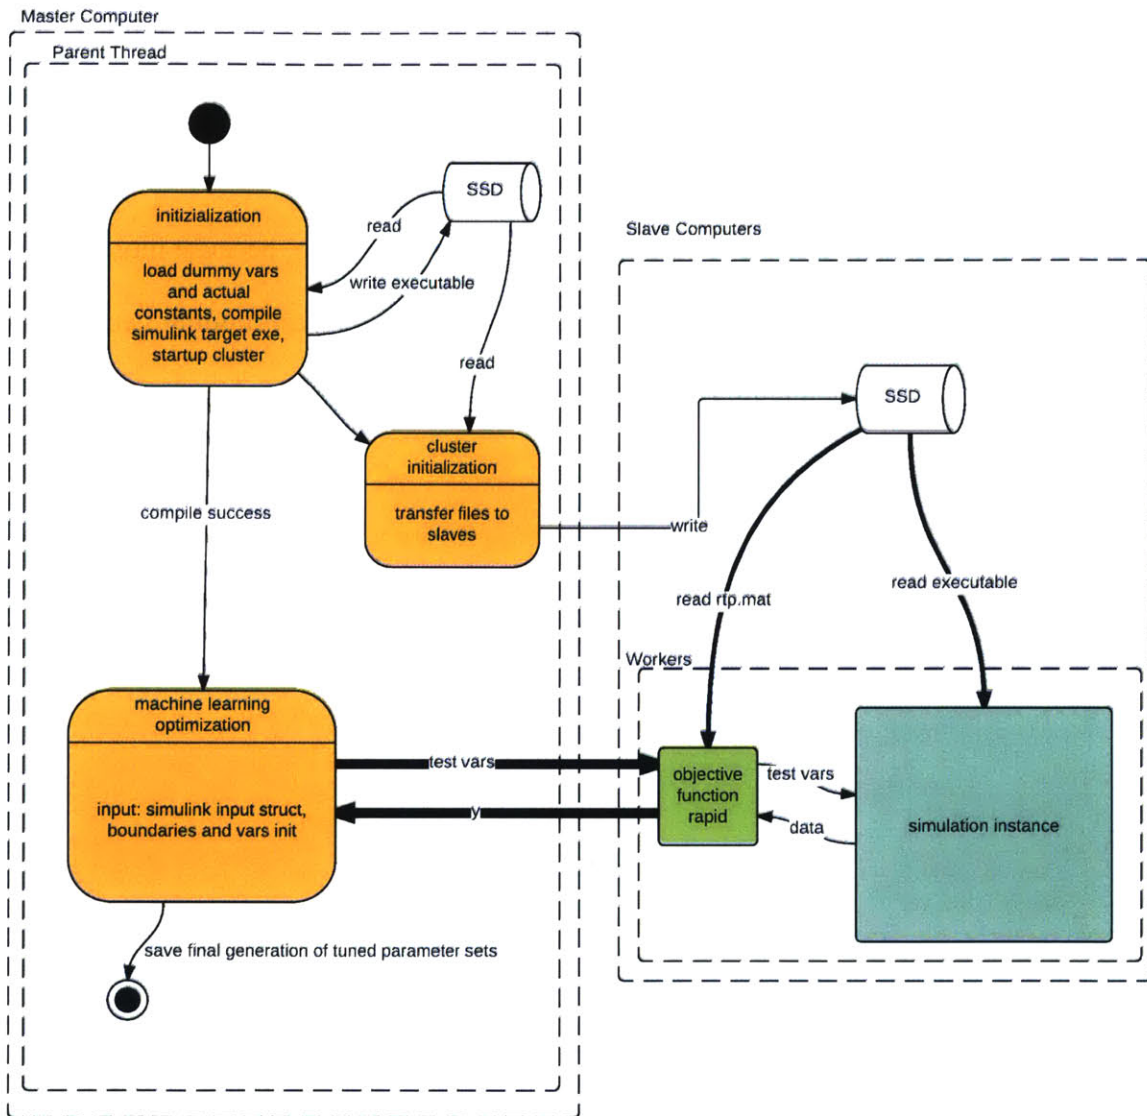 Master Computer
Parent Thread
initizialization
load dummy vars
and actual
constants, compile
simulink target exe,
startup cluster
SSD
read
write executable
read
cluster
initialization
transfer files to
slaves
compile success
machine learning
optimization
input: simulink input struct,
boundaries and vars init
save final generation of tuned parameter sets
Slave Computers
SSD
write
read rtp.mat
read executable
Workers
test vars
y
objective
function
rapid
test vars
data
simulation instance